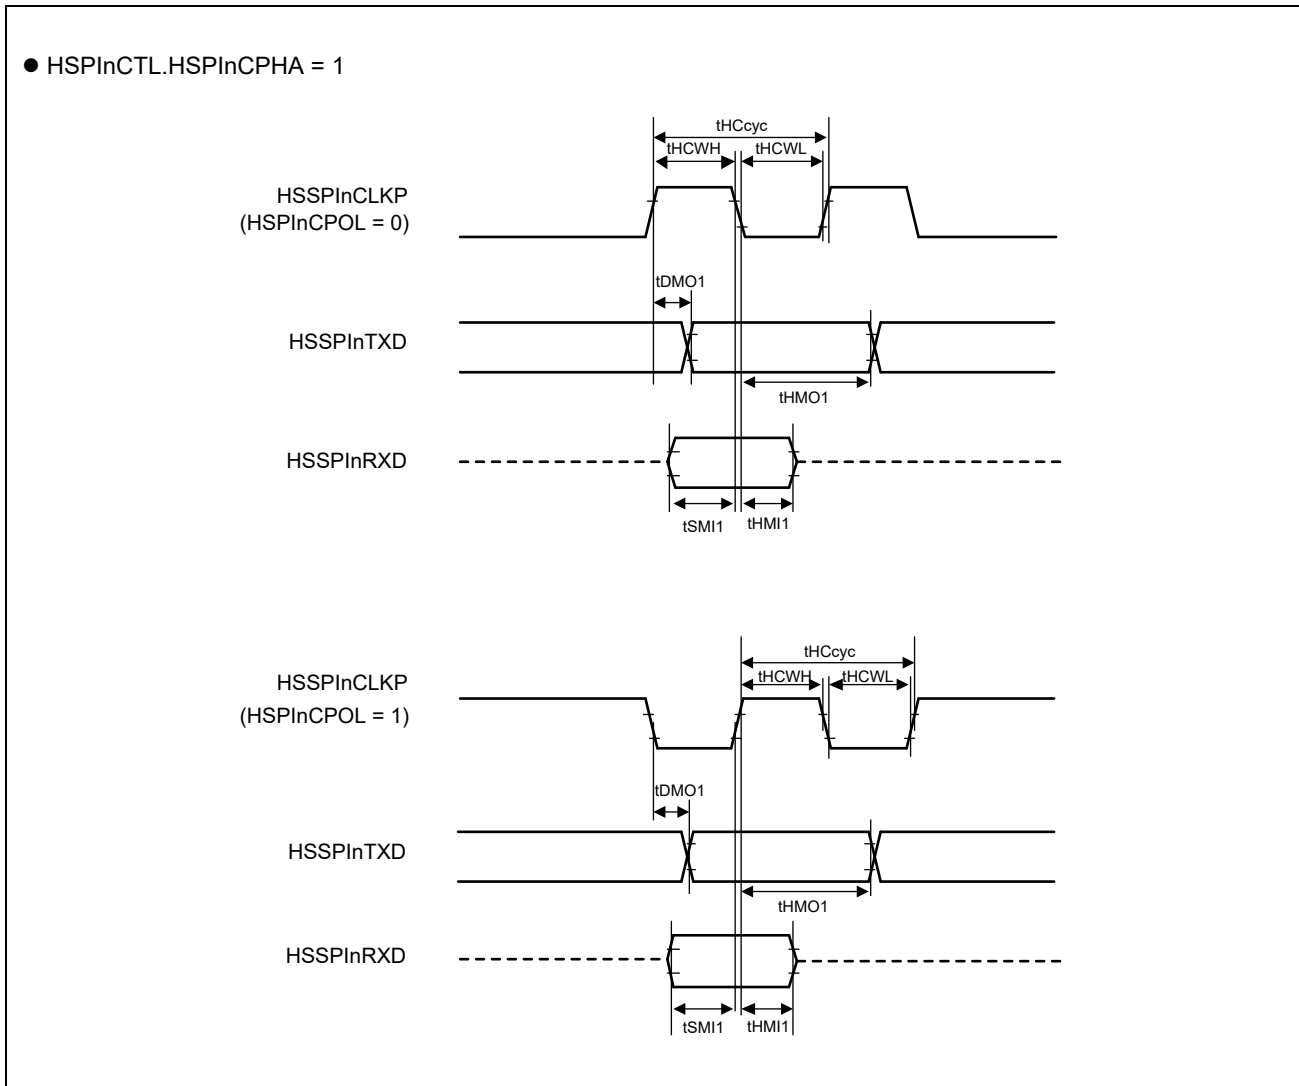 ● HSPInCTL.HSPInCPHA = 1
tHCcyc
tHCWH
tHCWL
HSSPInCLKP
(HSPInCPOL = 0)
tDMO1
HSSPInTXD
tHMO1
HSSPInRXD
tSMI1
tHMI1
tHCcyc
HSSPInCLKP
tHCWH
tHCWL
(HSPInCPOL = 1)
tDMO1
HSSPInTXD
tHMO1
HSSPInRXD
tSMI1
tHMI1